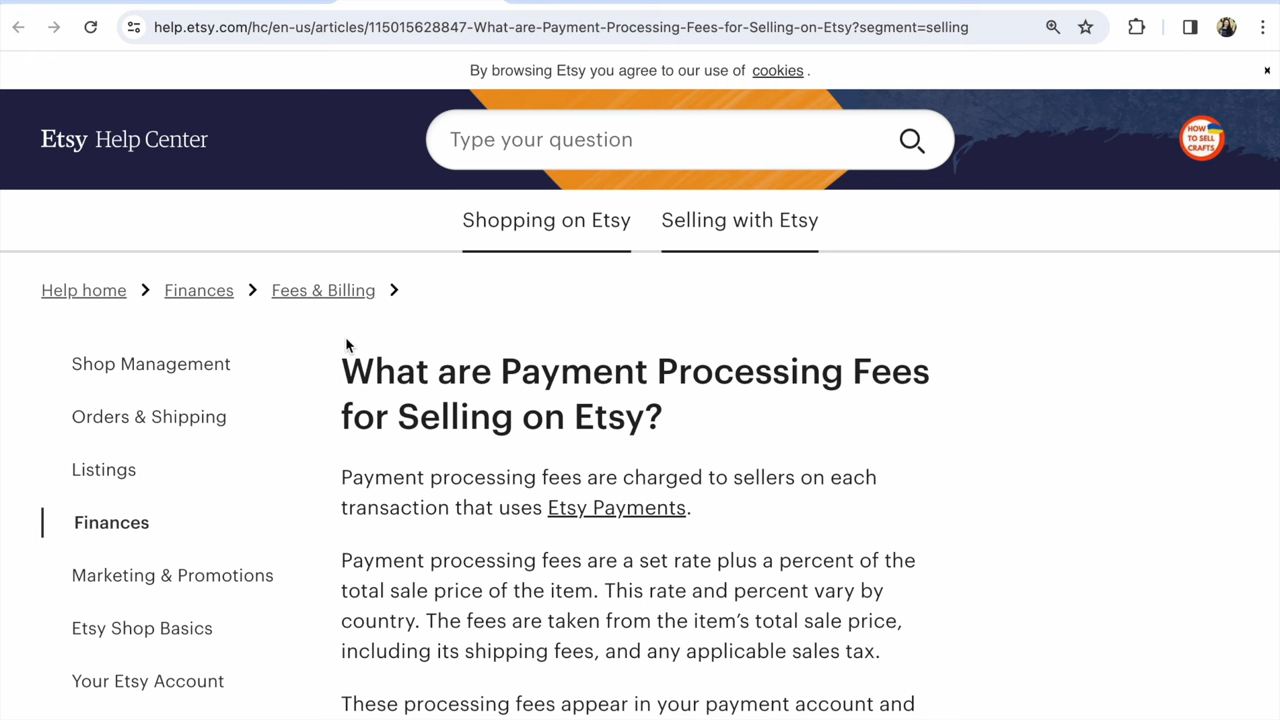 help.etsy.com/hc/en-us/articles/115015628847-What-are-Payment-Processing-Fees-for-Selling-on-Etsy?segment=selling
By browsing Etsy you agree to our use of cookies .
Etsy Help Center
Type your question
HOW
TO SELL
CRAFTS
Shopping on Etsy
Selling with Etsy
Help home
Finances
Fees & Billing
Shop Management
Orders & Shipping
Listings
Finances
Marketing & Promotions
Etsy Shop Basics
Your Etsy Account
What are Payment Processing Fees
for Selling on Etsy?
Payment processing fees are charged to sellers on each
transaction that uses Etsy Payments.
Payment processing fees are a set rate plus a percent of the
total sale price of the item. This rate and percent vary by
country. The fees are taken from the item’s total sale price,
including its shipping fees, and any applicable sales tax.
These processing fees appear in your payment account and